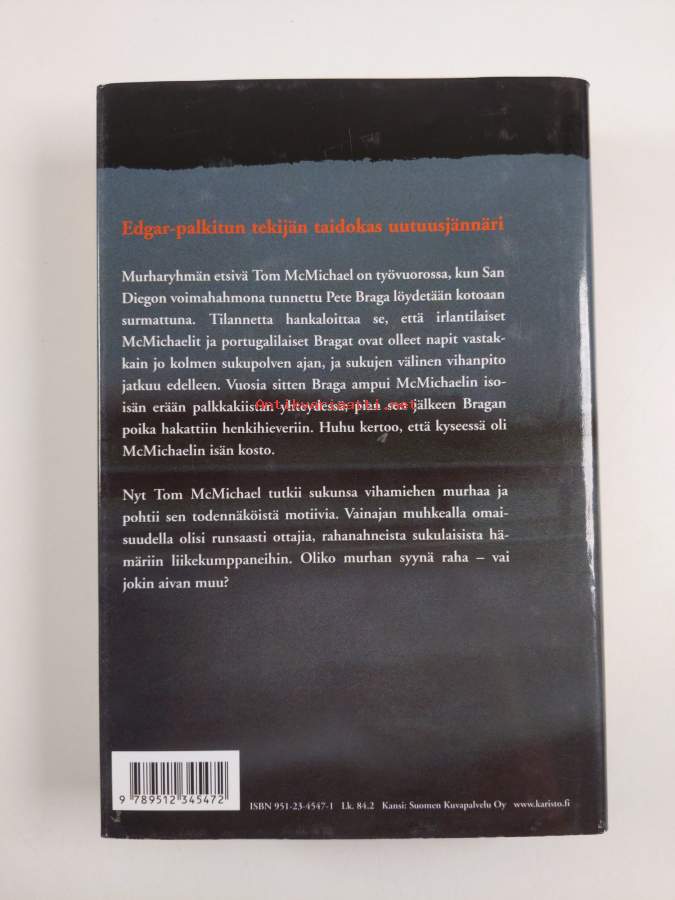 Edgar-palkitun tekijän taidokas uutuusjännäri
Murharyhmän etsivä Tom McMichael on työvuorossa, kun San
Diegon voimahahmona tunnettu Pete Braga löydetään kotoaan
surmattuna. Tilannetta hankaloittaa se, että irlantilaiset
McMichaelit ja portugalilaiset Bragat ovat olleet napit vastak-
kain jo kolmen sukupolven ajan, ja sukujen välinen vihanpito
jatkuu edelleen. Vuosia sitten Braga ampui McMichaelin iso-
isän erään palkkakiistan yhteydessä; pian sen jälkeen Bragan
poika hakattiin henkihieveriin. Huhu kertoo, että kyseessä oli
McMichaelin isän kosto.
Nyt Tom McMichael tutkii sukunsa vihamiehen murhaa ja
pohtii sen todennäköistä motiivia. Vainajan muhkealla omai-
suudella olisi runsaasti ottajia, rahanahneista sukulaisista hä-
märiin liikekumppaneihin. Oliko murhan syynä raha – vai
jokin aivan muu?
9 789512 345472
ISBN 951-23-4547-1 Lk. 84.2 Kansi: Suomen Kuvapalvelu Oy www.karisto.fi